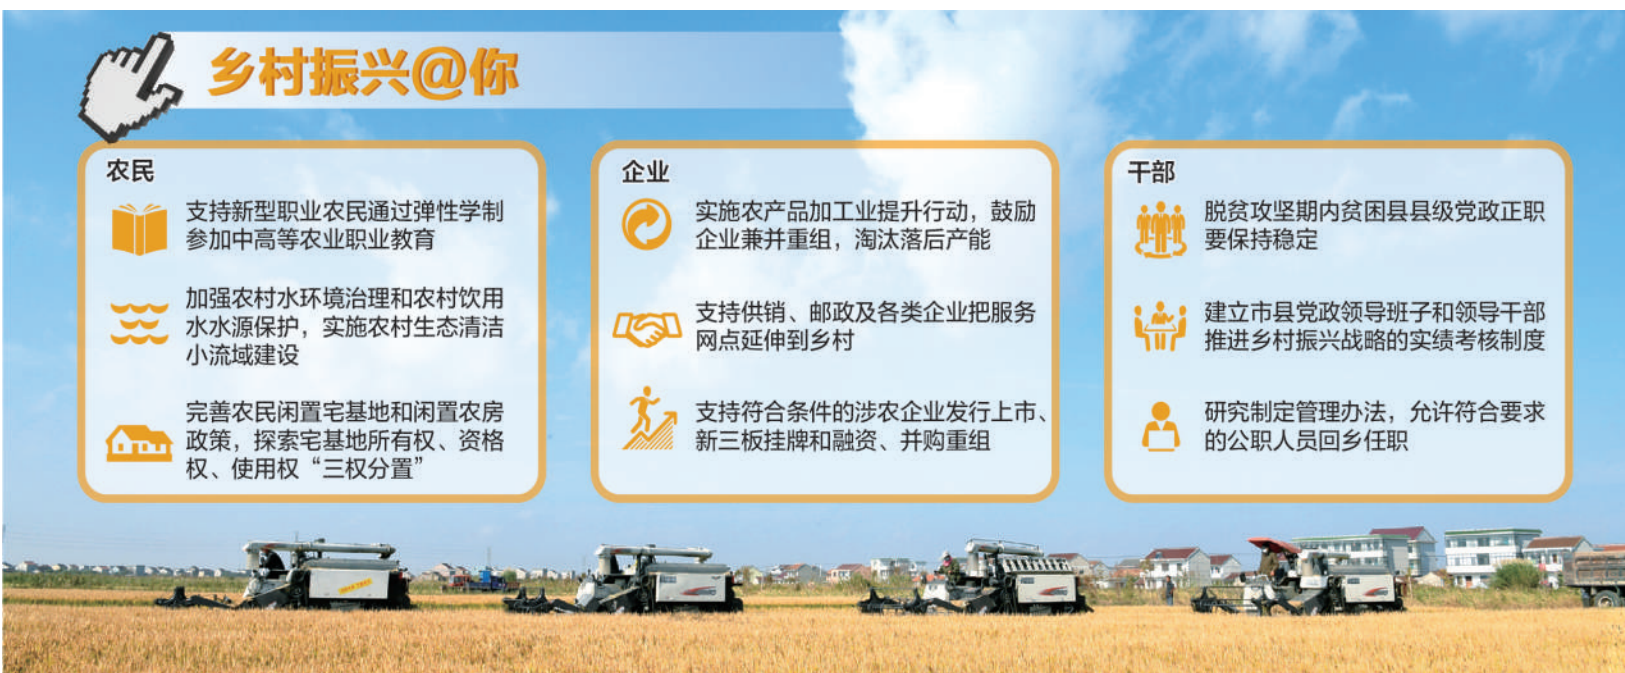 乡村振兴@你
农民
支持新型职业农民通过弹性学制
参加中高等农业职业教育
加强农村水环境治理和农村饮用
水水源保护，实施农村生态清洁
小流域建设
完善农民闲置宅基地和闲置农房
政策，探索宅基地所有权、资格
权、使用权“三权分置”
企业
实施农产品加工业提升行动，鼓励
企业兼并重组，淘汰落后产能
支持供销、邮政及各类企业把服务
网点延伸到乡村
支持符合条件的涉农企业发行上市、
新三板挂牌和融资、并购重组
干部
脱贫攻坚期内贫困县县级党政正职
要保持稳定
建立市县党政领导班子和领导干部
推进乡村振兴战略的实绩考核制度
研究制定管理办法，允许符合要求
的公职人员回乡任职